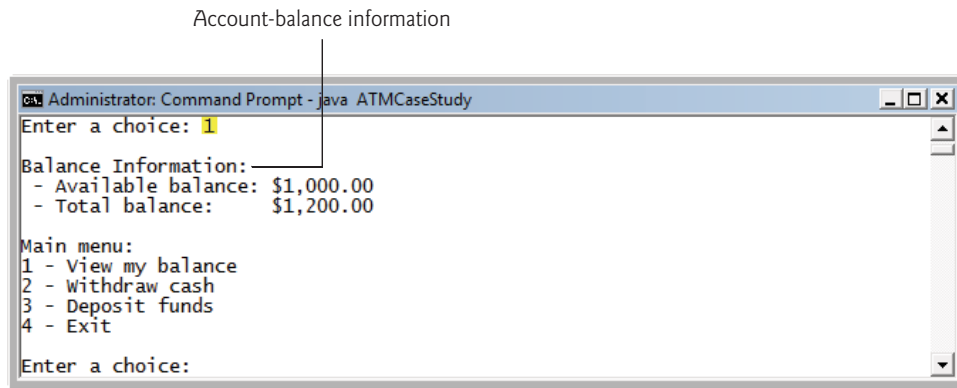 Account-balance information
Administrator: Command Prompt - java ATMCaseStudy
Enter a choice: 1
Balance Information:
- Available balance: $1,000.00
- Total balance: $1,200.00
Main menu:
1 - View my balance
2 - Withdraw cash
3 - Deposit funds
4 - Exit
Enter a choice: